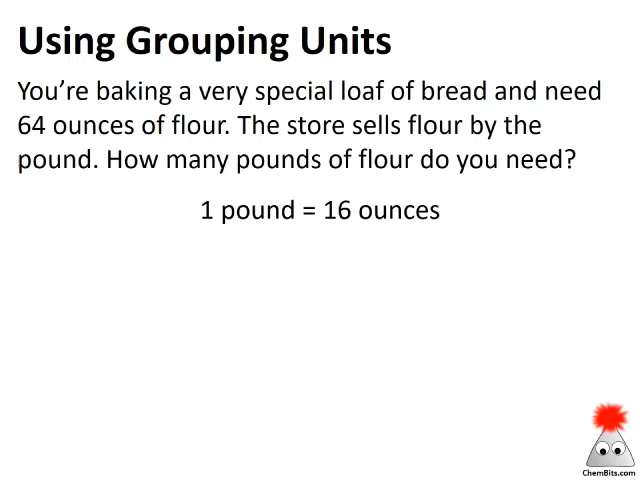 Using Grouping Units
You’re baking a very special loaf of bread and need
64 ounces of flour. The store sells flour by the
pound. How many pounds of flour do you need?
1 pound = 16 ounces
ChemBits.com